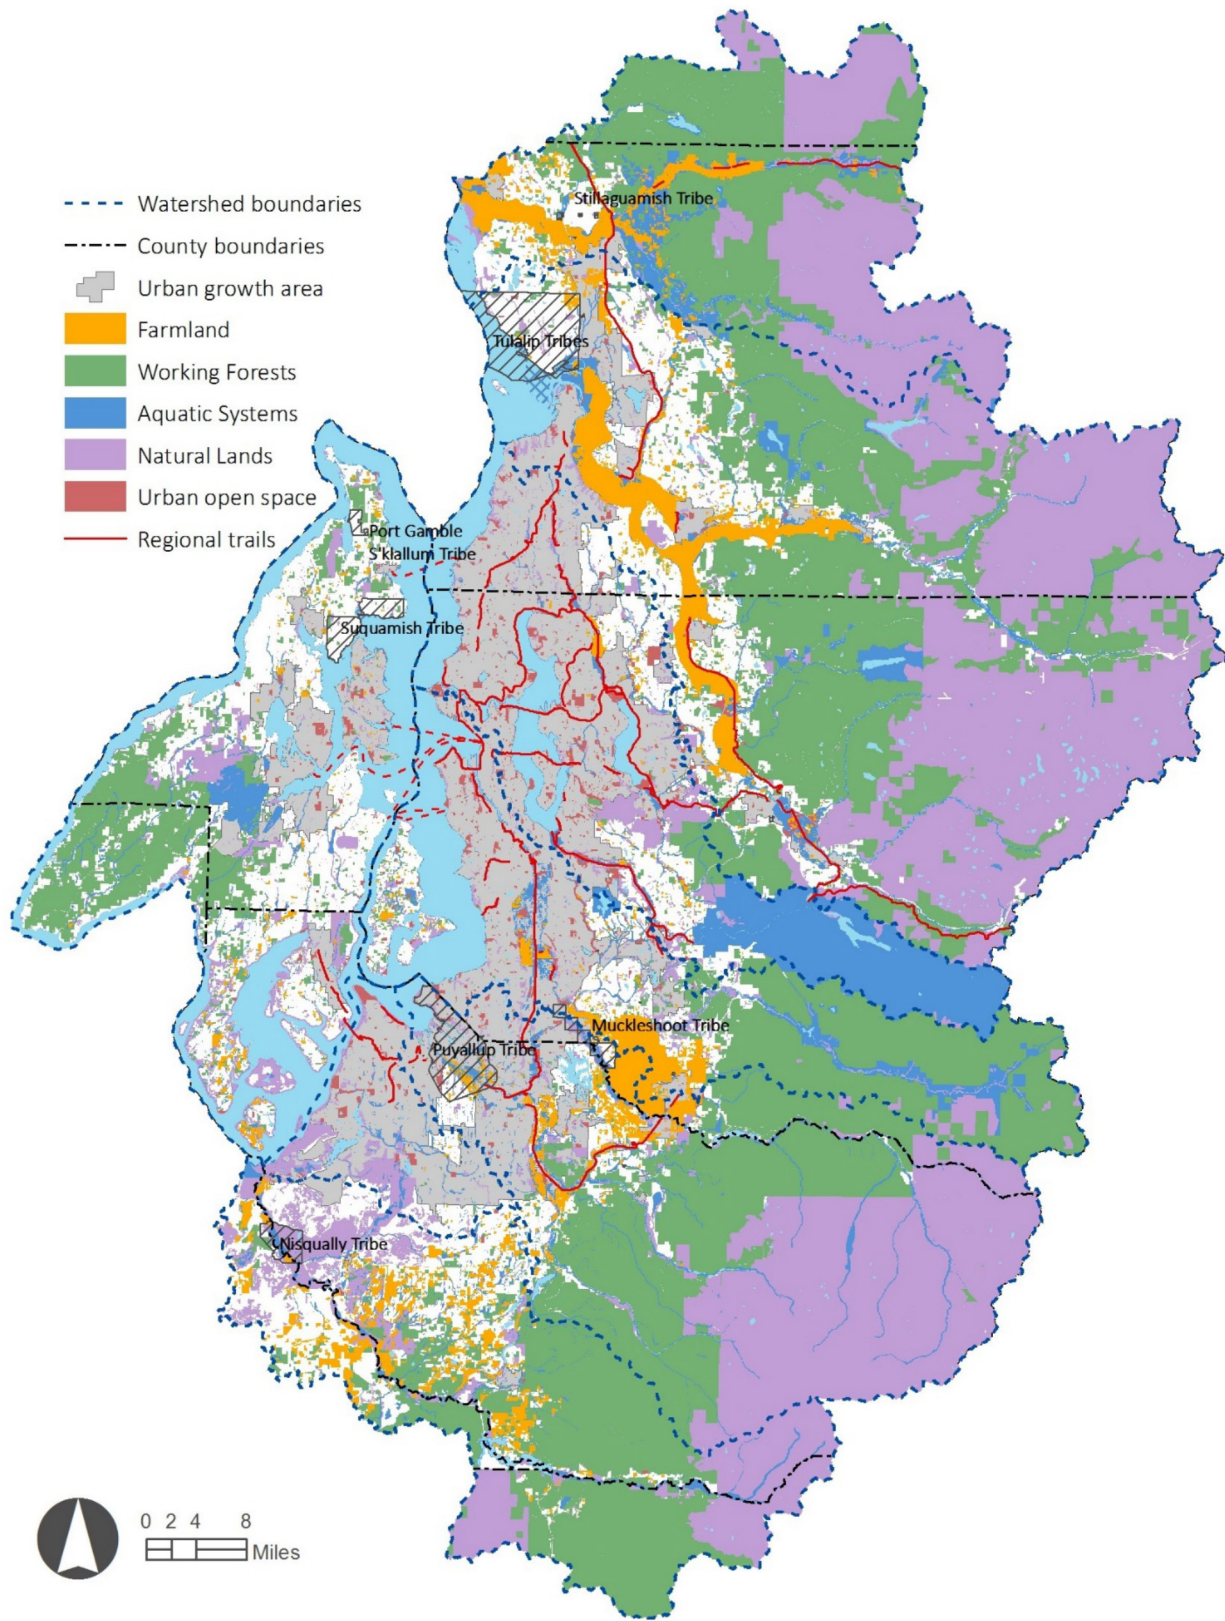 Watershed boundaries
County boundaries
Urban growth area
Farmland
Working Forests
Aquatic Systems
Natural Lands
Urban open space
Regional trails
Stillaguamish Tribe
Tulalip Tribes
Port Gamble
S'klallum Tribe
Suquamish Tribe
Muckleshoot Tribe
Puyallup Tribe
Nisqually Tribe
0 2 4 8
Miles